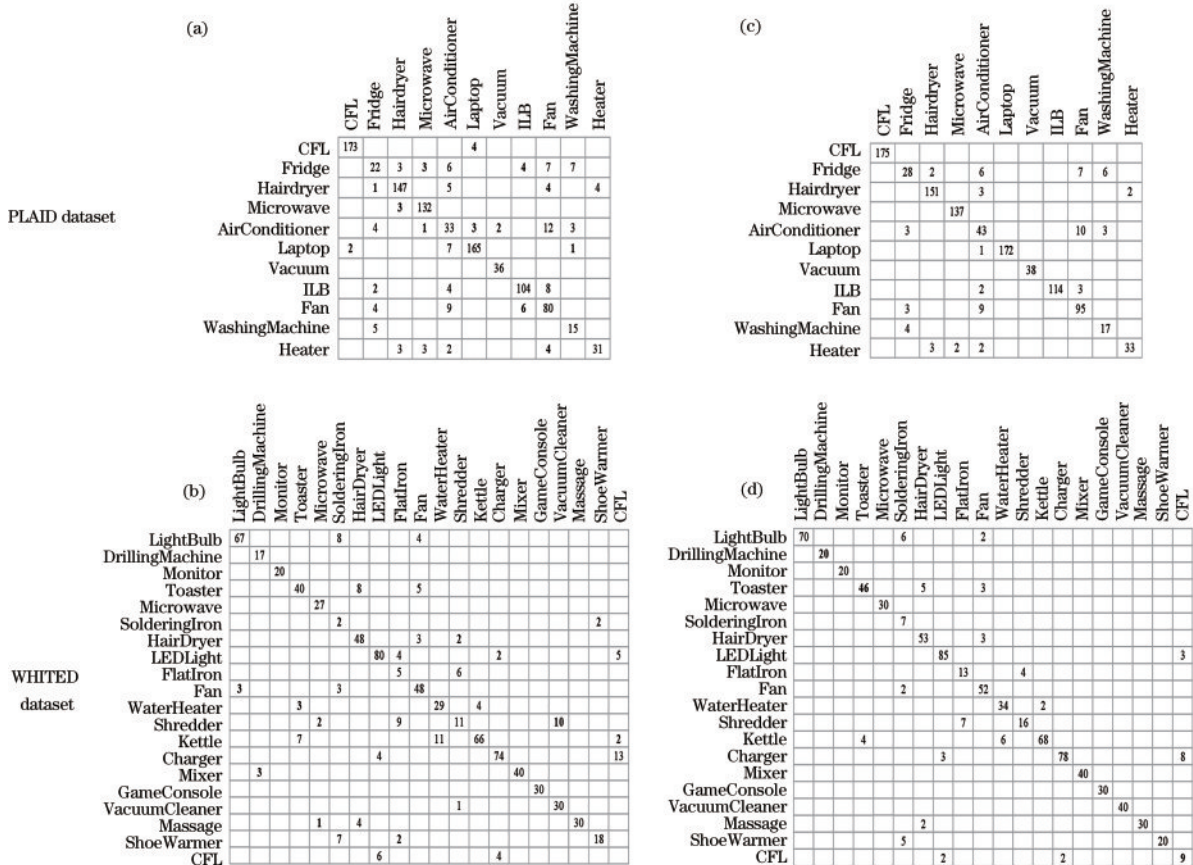 (a)
CFL Fridge Hairdryer Microwave AirConditioner Laptop Vacuum ILB Fan WashingMachine Heater
CFL 173 4
Fridge 22 3 3 6 4 7 7
Hairdryer 1 147 5 4 4
Microwave 3 132
AirConditioner 4 1 33 3 2 12 3
Laptop 2 7 165 1
Vacuum 36
ILB 2 4 104 8
Fan 4 9 6 80
WashingMachine 5 15
Heater 3 3 2 4 31
PLAID dataset
(c)
CFL Fridge Hairdryer Microwave AirConditioner Laptop Vacuum ILB Fan WashingMachine Heater
CFL 175
Fridge 28 2 6 7 6
Hairdryer 151 3 2
Microwave 137
AirConditioner 3 43 10 3
Laptop 1 172
Vacuum 38
ILB 2 114 3
Fan 3 9 95
WashingMachine 4 17
Heater 3 2 2 33
(b)
LightBulb DrillingMachine Monitor Toaster Microwave SolderingIron HairDryer LEDLight FlatIron Fan WaterHeater Shredder Kettle Charger Mixer GameConsole VacuumCleaner Massage ShoeWarmer CFL
LightBulb 67 8 4
DrillingMachine 17
Monitor 20
Toaster 40 8 5
Microwave 27
SolderingIron 2 2
HairDryer 48 3 2
LEDLight 80 4 2 5
FlatIron 5 6
Fan 3 3 48
WaterHeater 3 29 4
Shredder 2 9 11 10
Kettle 7 11 66 2
Charger 4 74 13
Mixer 3 40
GameConsole 30
VacuumCleaner 1 30
Massage 1 4 30
ShoeWarmer 7 2 18
CFL 6 4
WHITED
dataset
(d)
LightBulb DrillingMachine Monitor Toaster Microwave SolderingIron HairDryer LEDLight FlatIron Fan WaterHeater Shredder Kettle Charger Mixer GameConsole VacuumCleaner Massage ShoeWarmer CFL
LightBulb 70 6 2
DrillingMachine 20
Monitor 20
Toaster 46 5 3
Microwave 30
SolderingIron 7
HairDryer 53 3
LEDLight 85 3
FlatIron 13 4
Fan 2 52
WaterHeater 34 2
Shredder 7 16
Kettle 4 6 68
Charger 3 78 8
Mixer 40
GameConsole 30
VacuumCleaner 40
Massage 2 30
ShoeWarmer 5 20
CFL 2 2 9